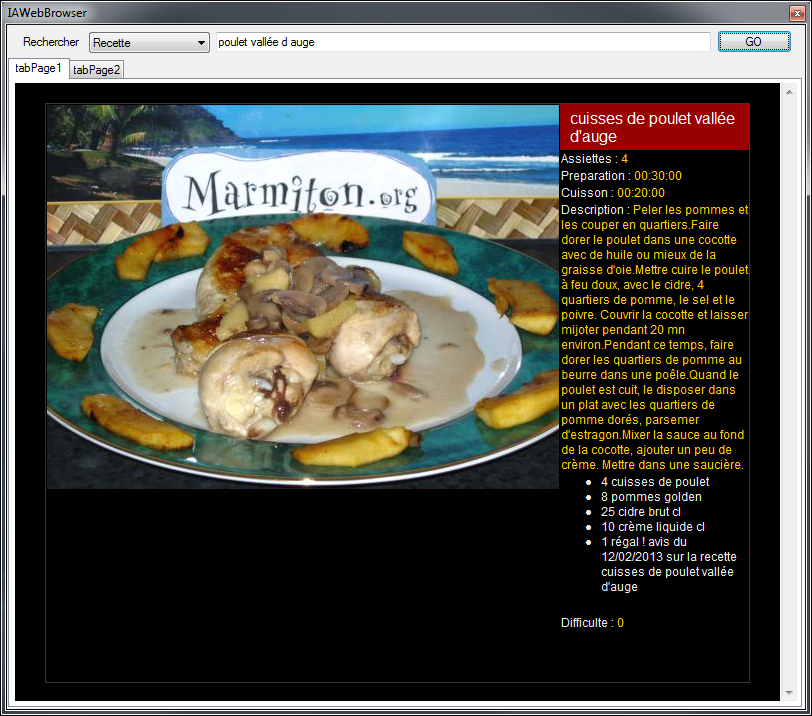 IAWebBrowser
Rechercher
Recette
poulet vallée d auge
GO
tabPage1
tabPage2
Marmiton.org
cuisses de poulet vallée
d'auge
Assiettes : 4
Preparation : 00:30:00
Cuisson : 00:20:00
Description : Peler les pommes et
les couper en quartiers.Faire
dorer le poulet dans une cocotte
avec de huile ou mieux de la
graisse d'oie.Mettre cuire le poulet
à feu doux, avec le cidre, 4
quartiers de pomme, le sel et le
poivre. Couvrir la cocotte et laisser
mijoter pendant 20 mn
environ.Pendant ce temps, faire
dorer les quartiers de pomme au
beurre dans une poêle.Quand le
poulet est cuit, le disposer dans
un plat avec les quartiers de
pomme dorés, parsemer
d'estragon.Mixer la sauce au fond
de la cocotte, ajouter un peu de
crème. Mettre dans une saucière.
4 cuisses de poulet
8 pommes golden
25 cidre brut cl
10 crème liquide cl
1 régal ! avis du
12/02/2013 sur la recette
cuisses de poulet vallée
d'auge
Difficulte : 0